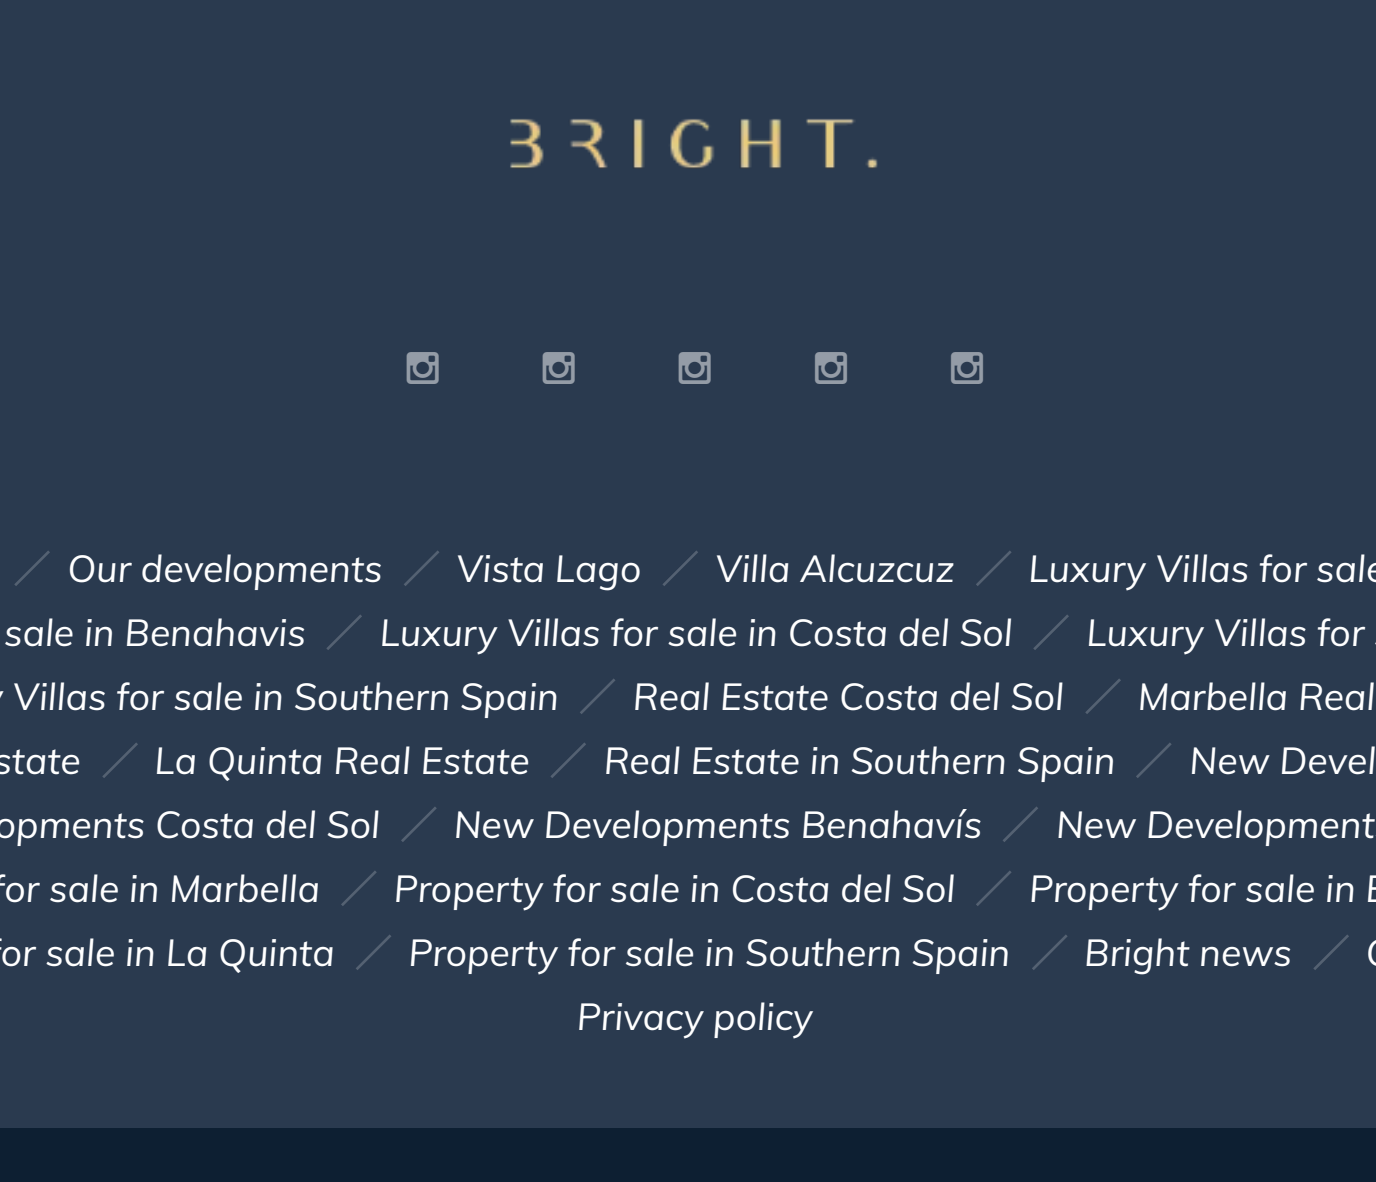 BRIGHT.
Our developments / Vista Lago / Villa Alcuzcuz / Luxury Villas for sale
sale in Benahavis / Luxury Villas for sale in Costa del Sol / Luxury Villas for
Villas for sale in Southern Spain / Real Estate Costa del Sol / Marbella Real
state / La Quinta Real Estate / Real Estate in Southern Spain / New Devel
opments Costa del Sol / New Developments Benahavís / New Development
for sale in Marbella / Property for sale in Costa del Sol / Property for sale in
for sale in La Quinta / Property for sale in Southern Spain / Bright news /
Privacy policy